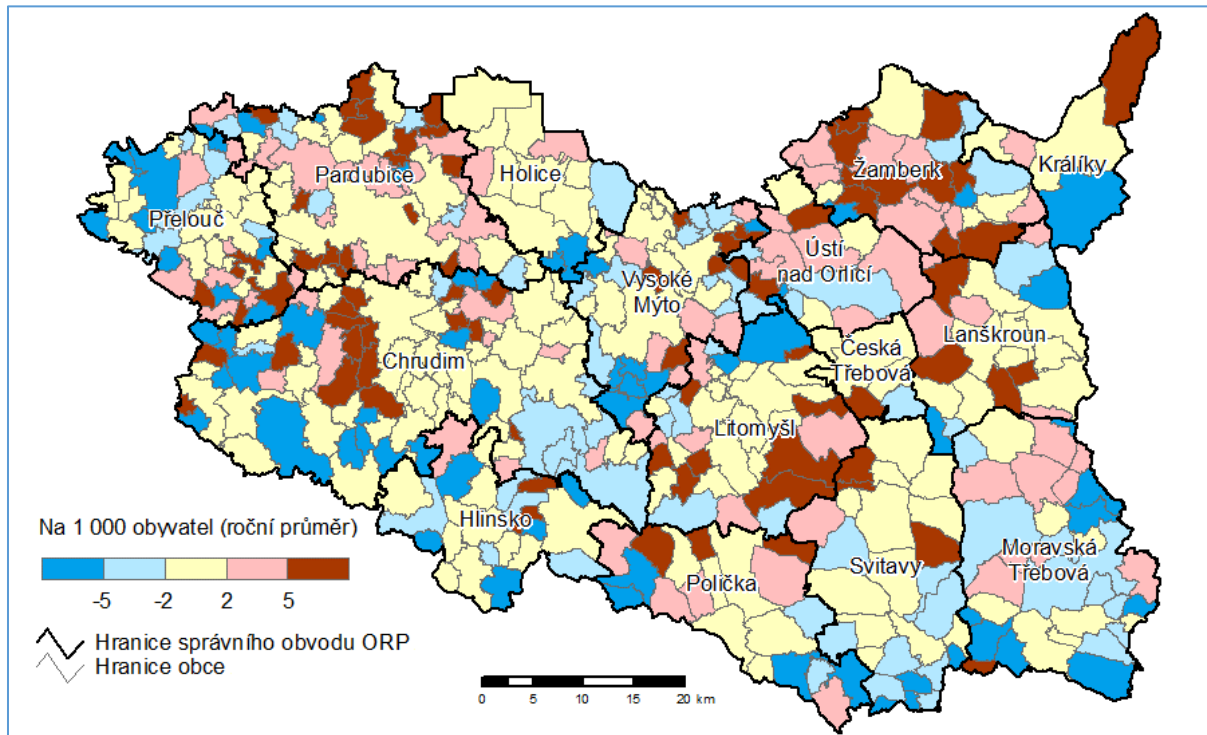 Žamberk
Králíky
Pardubice
Holice
Přelouč
Ústí
nad Orlicí
Vysoké
Mýto
Lanškroun
Česká
Třebová
Chrudim
Litomyšl
Hlinsko
Polička
Svitavy
Moravská
Třebová
Na 1 000 obyvatel (roční průměr)
-5 -2 2 5
Hranice správního obvodu ORP
Hranice obce
0 5 10 15 20 km